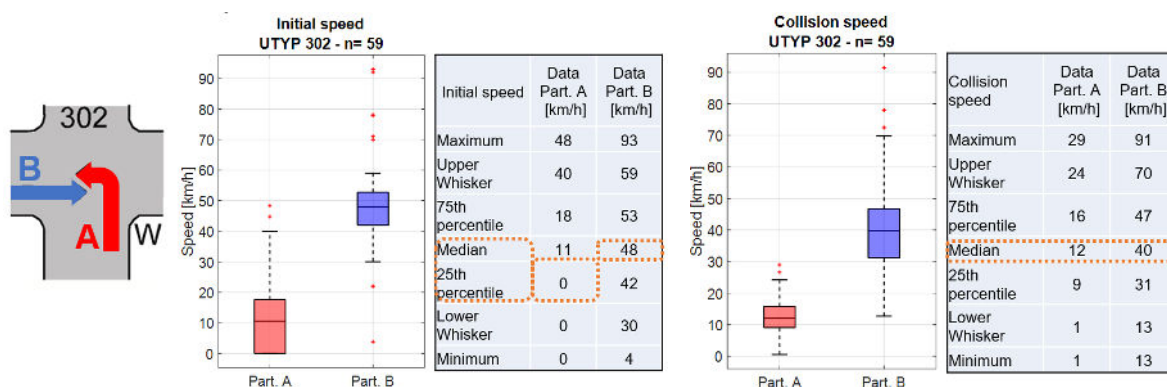 302
B
A
W
Initial speed
UTYP 302 - n= 59
Speed [km/h]
90
80
70
60
50
40
30
20
10
0
Part. A Part. B
Initial speed Data Part. A [km/h] Data Part. B [km/h]
Maximum 48 93
Upper Whisker 40 59
75th percentile 18 53
Median 11 48
25th percentile 0 42
Lower Whisker 0 30
Minimum 0 4
Collision speed
UTYP 302 - n= 59
Speed [km/h]
90
80
70
60
50
40
30
20
10
0
Part. A Part. B
Collision speed Data Part. A [km/h] Data Part. B [km/h]
Maximum 29 91
Upper Whisker 24 70
75th percentile 16 47
Median 12 40
25th percentile 9 31
Lower Whisker 1 13
Minimum 1 13